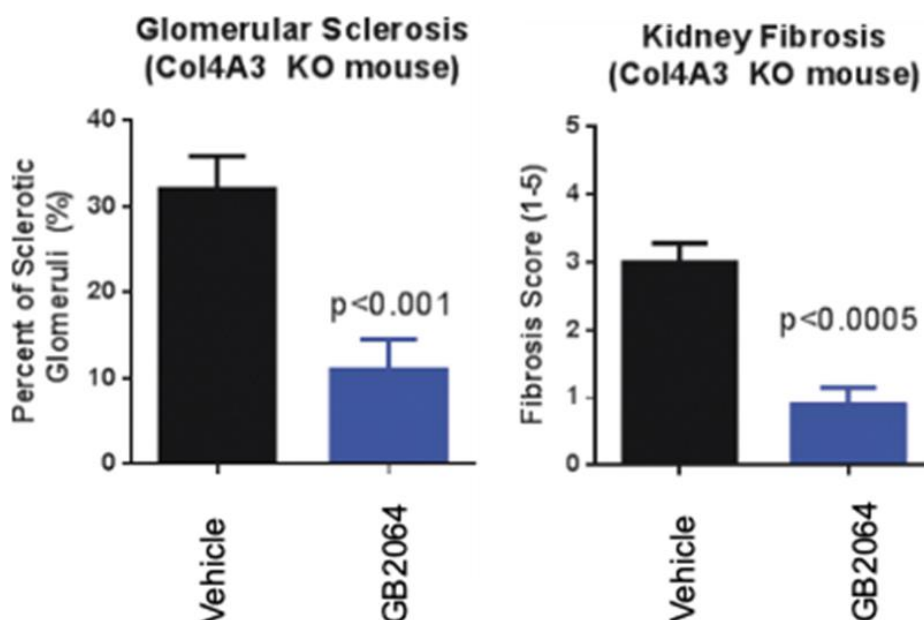 Glomerular Sclerosis
(Col4A3 KO mouse)
Percent of Sclerotic
Glomeruli (%)
40
30
20
10
0
p<0.001
Vehicle
GB2064
Kidney Fibrosis
(Col4A3 KO mouse)
Fibrosis Score (1-5)
5
4
3
2
1
0
p<0.0005
Vehicle
GB2064